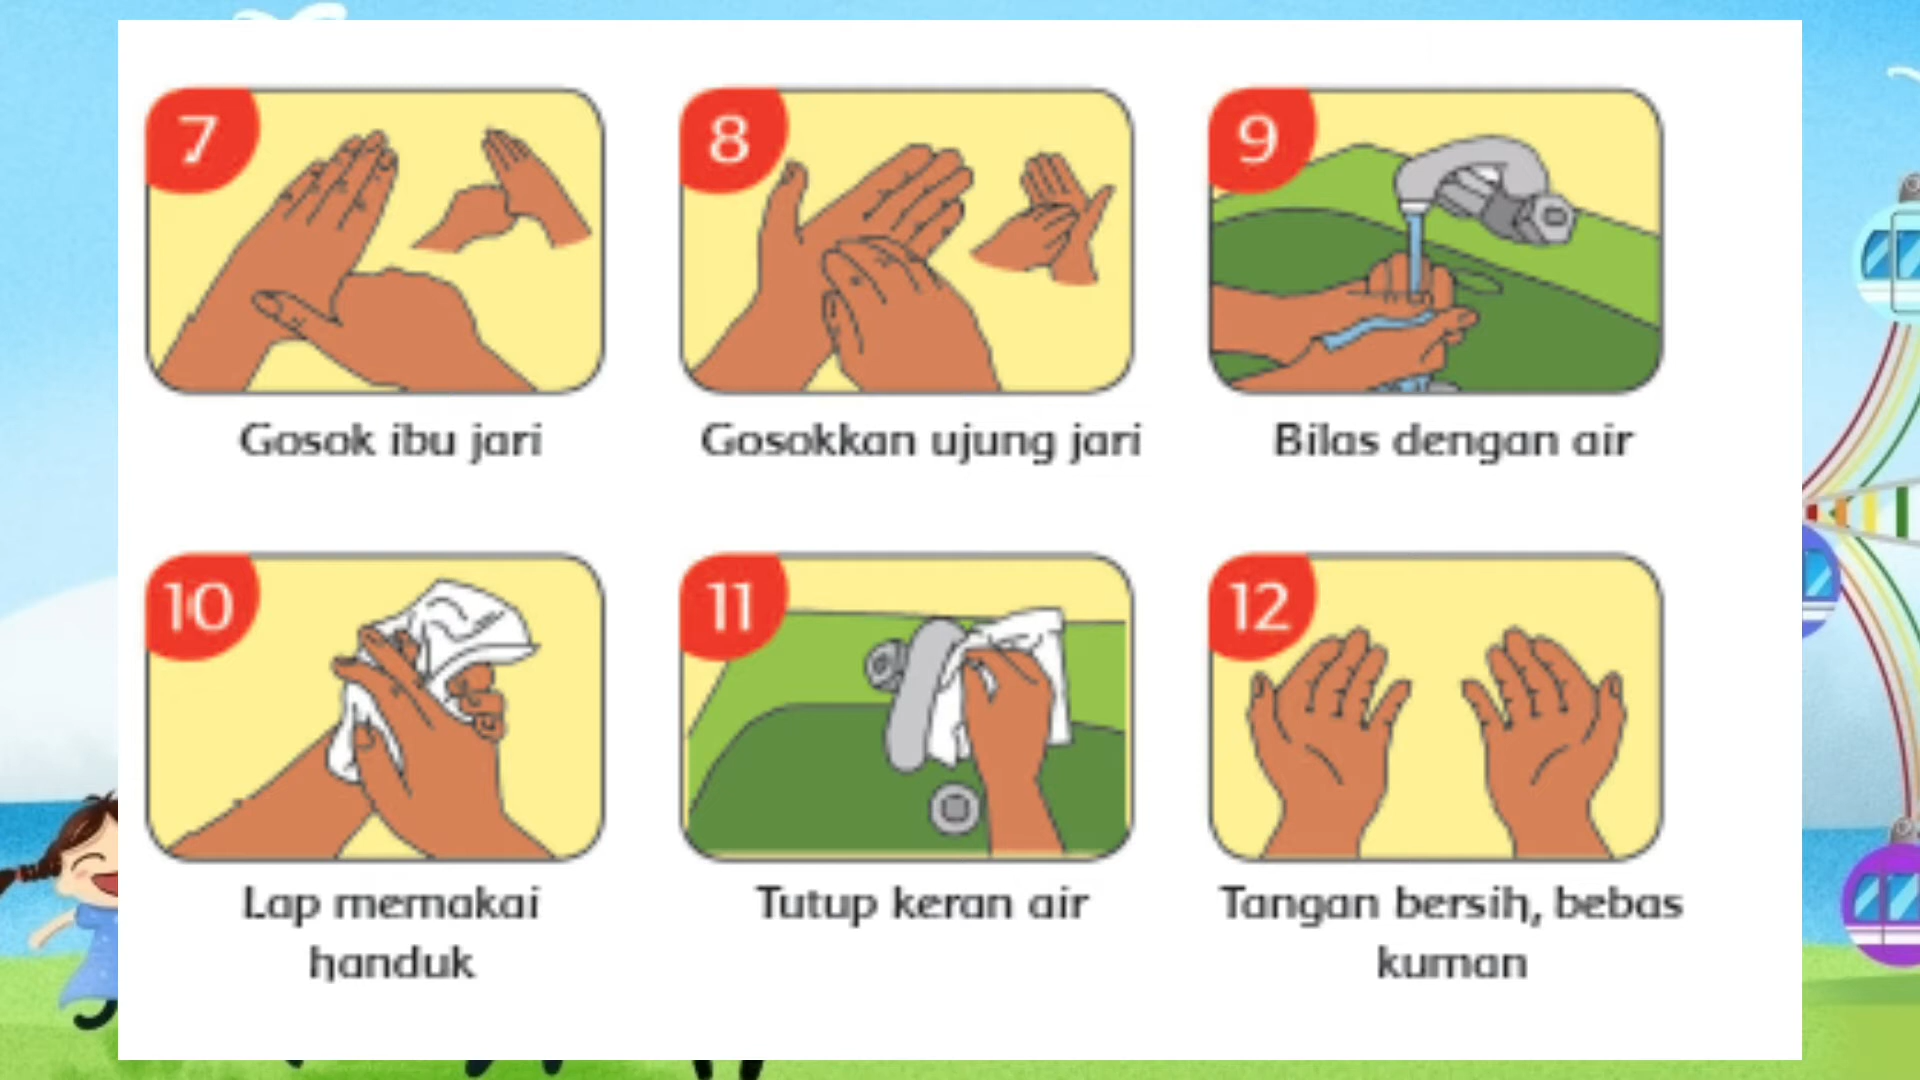 7
8
9
Gosok ibu jari
Gosokkan ujung jari
Bilas dengan air
10
11
12
Lap memakai
handuk
Tutup keran air
Tangan bersih, bebas
kuman